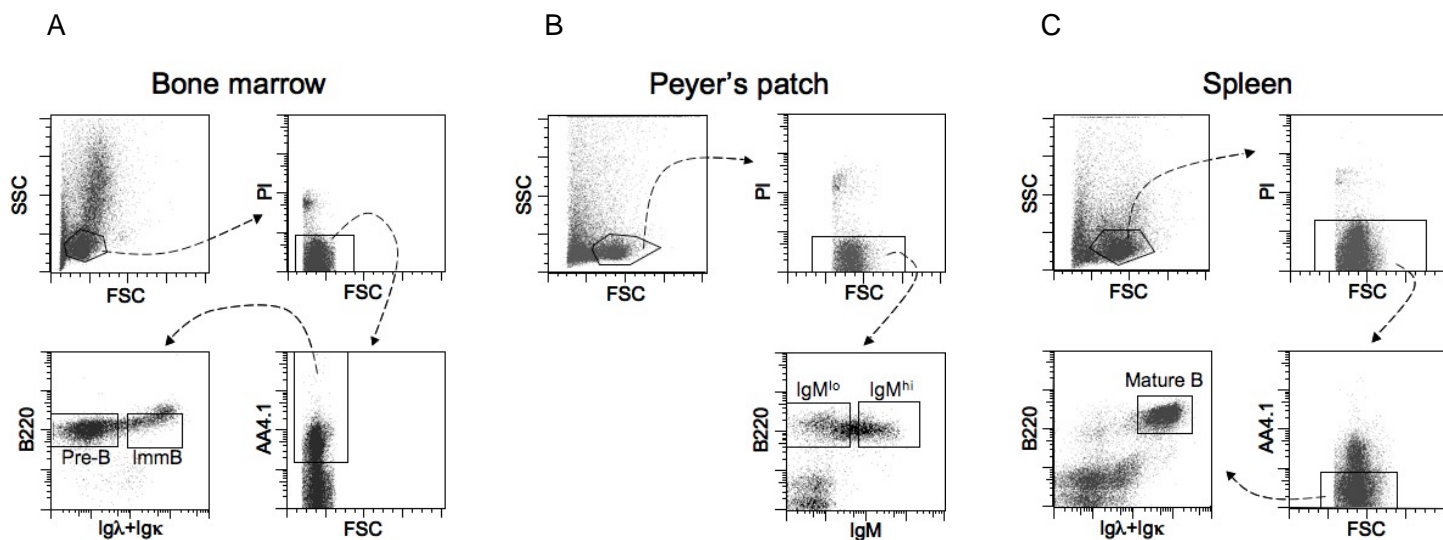 A
B
C
Bone marrow
Peyer's patch
Spleen
SSC
FSC
PI
FSC
SSC
FSC
PI
FSC
SSC
FSC
PI
FSC
B220
Pre-B
ImmB
Igλ+Igκ
AA4.1
FSC
B220
IgMlo
IgMhi
IgM
B220
Mature B
Igλ+Igκ
AA4.1
FSC